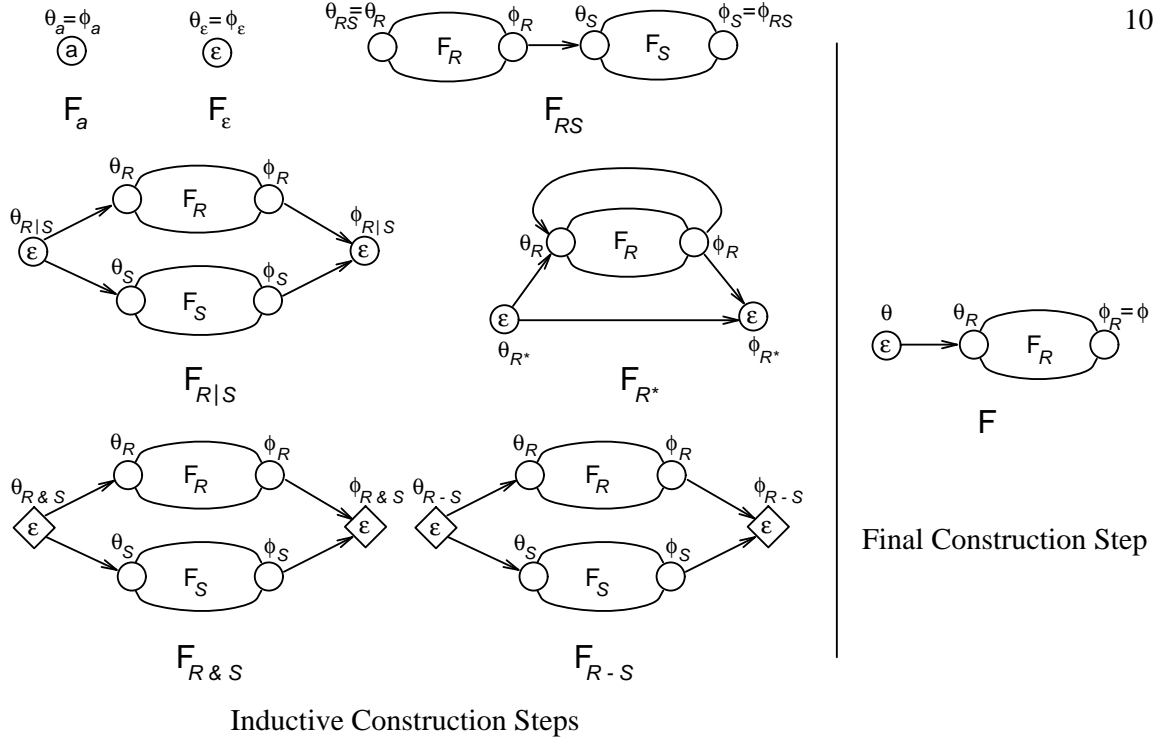 10
θa=φa θε=φε θRS=θR φR θS φS=φRS
a ε FR FS
Fa Fε FRS
θR FR φR
θR|S ε φR|S ε
θS FS φS
FR|S
θR FR φR
ε ε
θR* φR*
FR*
θ θR φR=φ
ε FR
F
θR FR φR
θR & S ε φR & S ε
θS FS φS
FR & S
θR FR φR
θR - S ε φR - S ε
θS FS φS
FR - S
Final Construction Step
Inductive Construction Steps